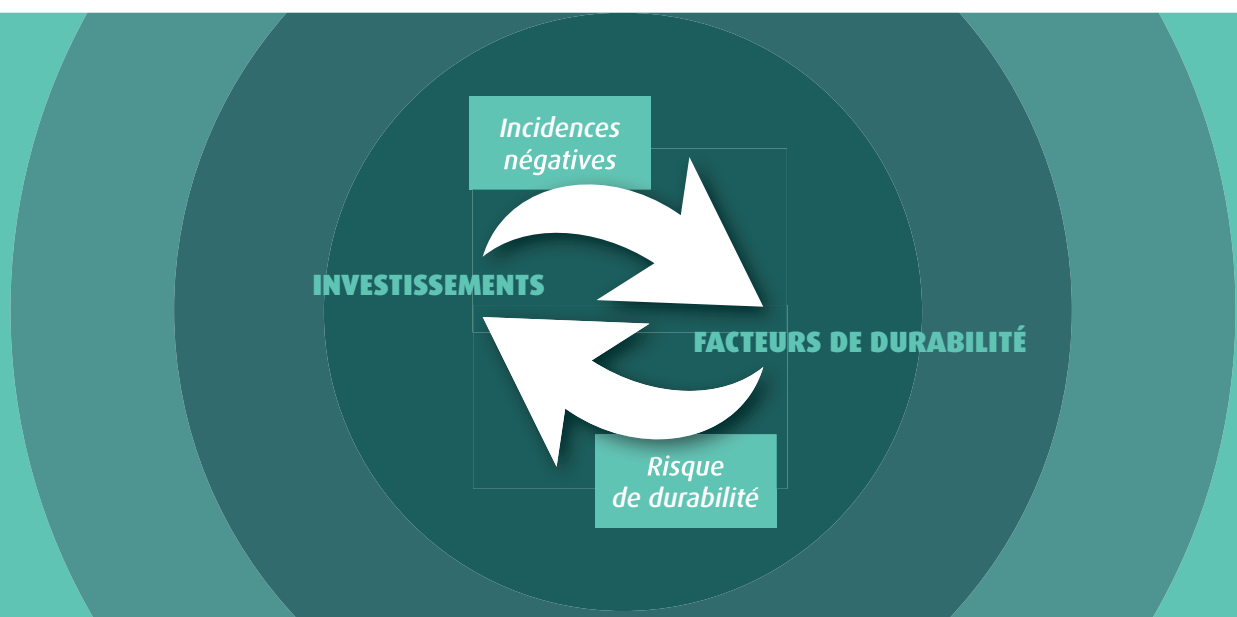 Incidences
négatives
INVESTISSEMENTS
FACTEURS DE DURABILITÉ
Risque
de durabilité